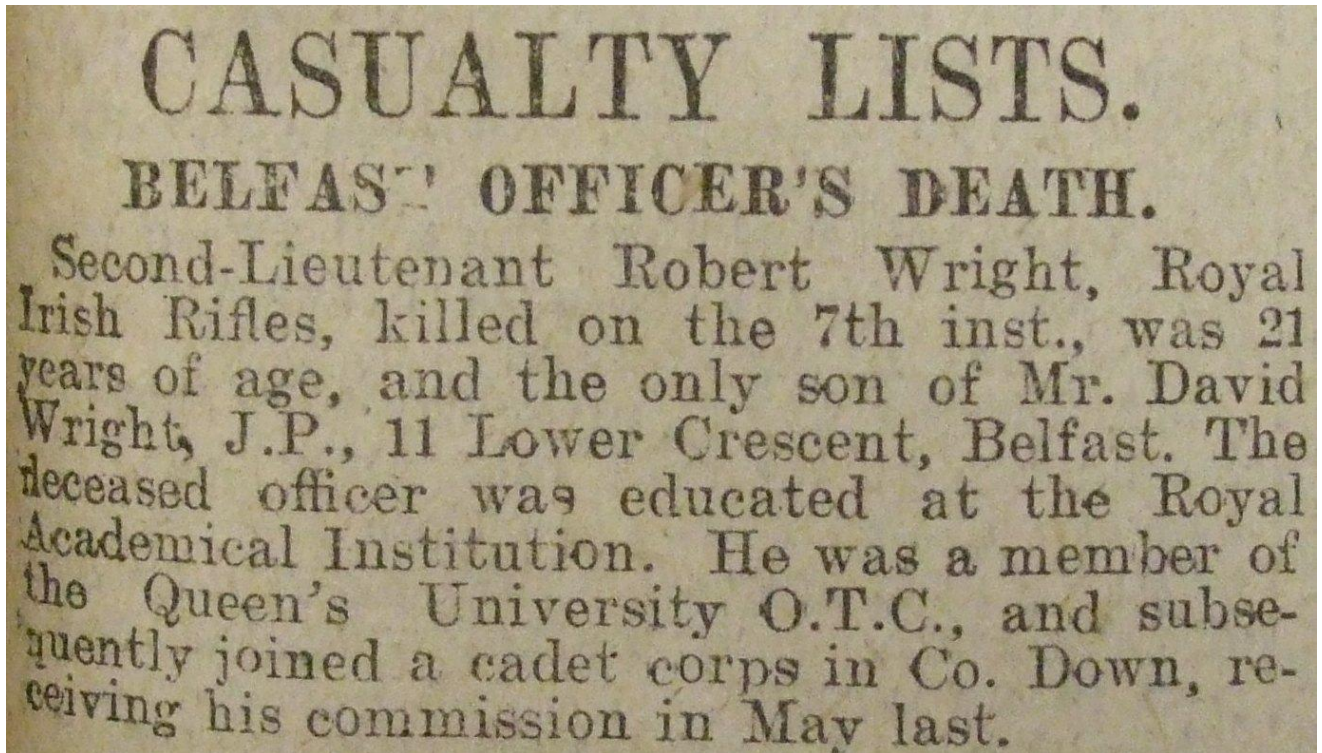 CASUALTY LISTS.
BELFAST OFFICER'S DEATH.
Second-Lieutenant Robert Wright, Royal
Irish Rifles, killed on the 7th inst., was 21
years of age, and the only son of Mr. David
Wright, J.P., 11 Lower Crescent, Belfast. The
deceased officer was educated at the Royal
Academical Institution. He was a member of
the Queen's University O.T.C., and subse-
quently joined a cadet corps in Co. Down, re-
ceiving his commission in May last.